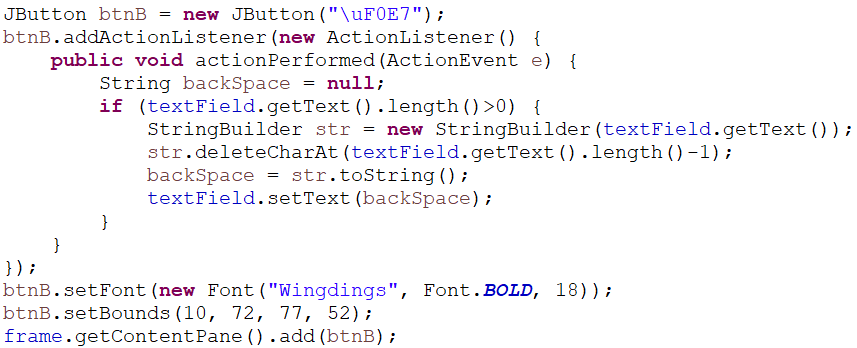 JButton btnB = new JButton("\uF0E7");
btnB.addActionListener(new ActionListener() {
    public void actionPerformed(ActionEvent e) {
        String backSpace = null;
        if (textField.getText().length()>0) {
            StringBuilder str = new StringBuilder(textField.getText());
            str.deleteCharAt(textField.getText().length()-1);
            backSpace = str.toString();
            textField.setText(backSpace);
        }
    }
});
btnB.setFont(new Font("Wingdings", Font.BOLD, 18));
btnB.setBounds(10, 72, 77, 52);
frame.getContentPane().add(btnB);